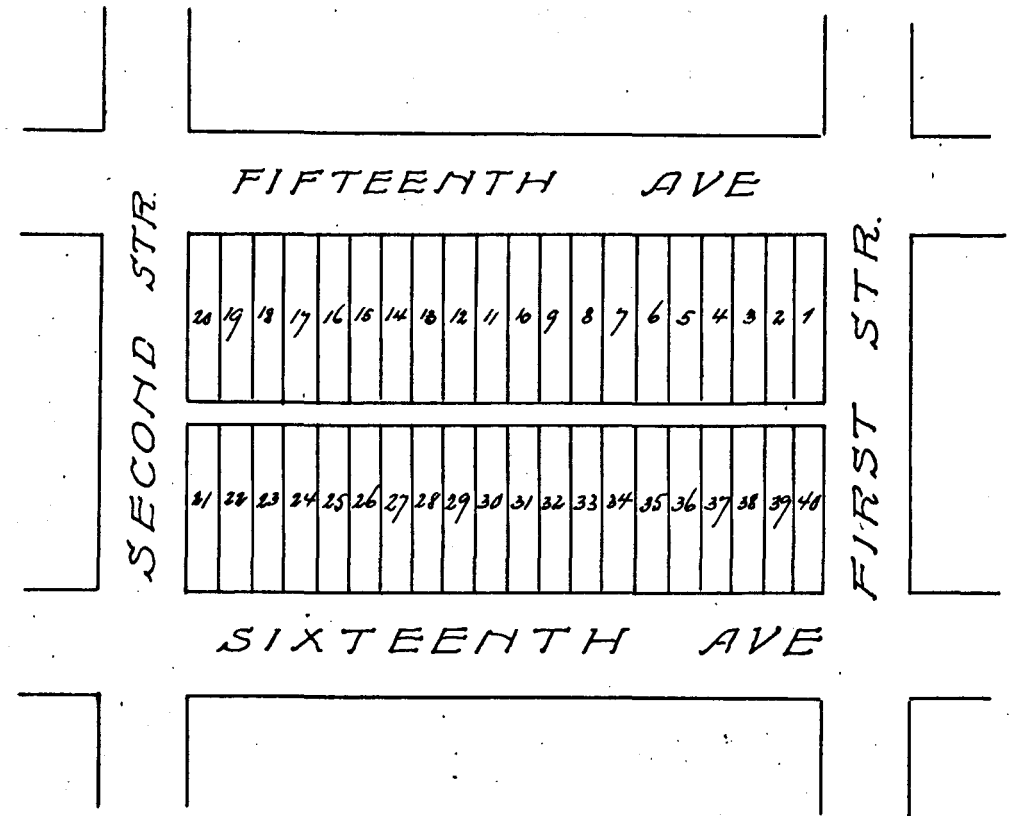 FIFTEENTH AVE
SECOND STR.
FIRST STR.
20 19 18 17 16 15 14 13 12 11 10 9 8 7 6 5 4 3 2 1
21 22 23 24 25 26 27 28 29 30 31 32 33 34 35 36 37 38 39 40
SIXTEENTH AVE